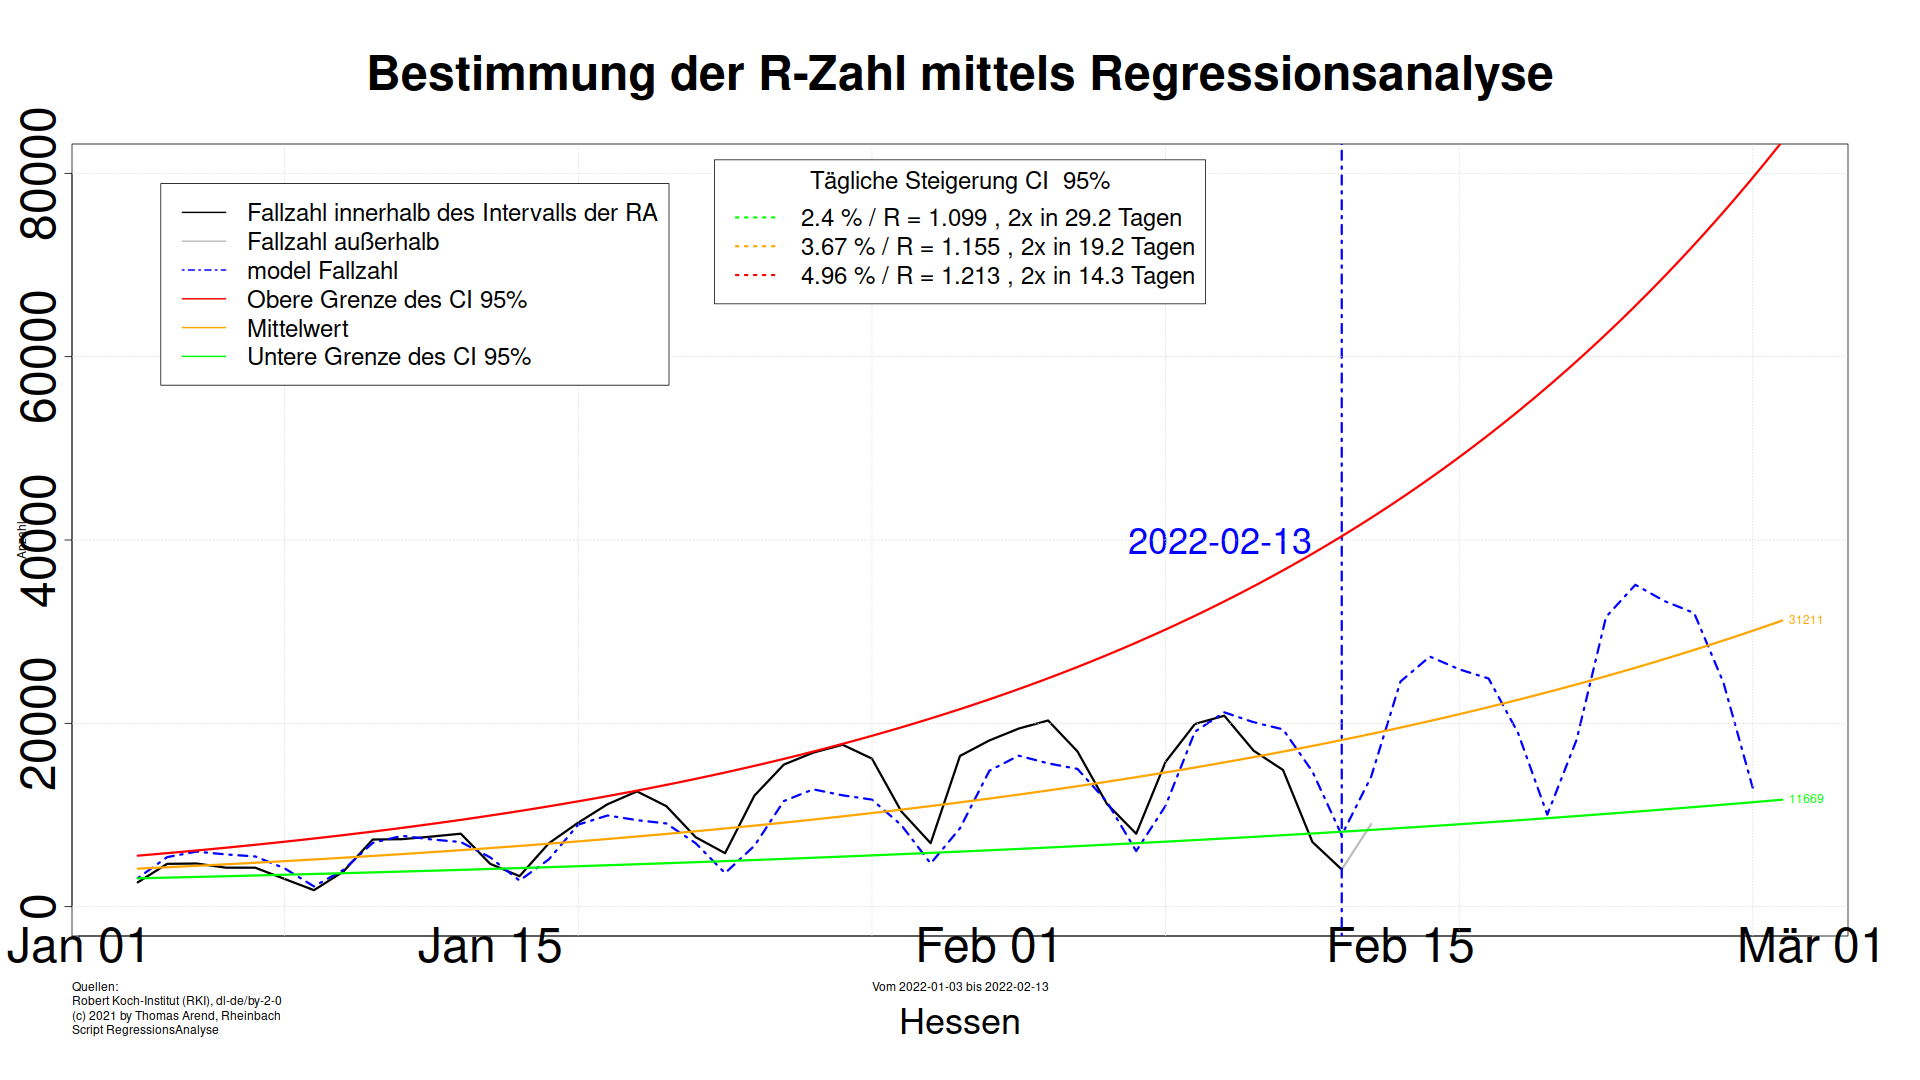 Bestimmung der R-Zahl mittels Regressionsanalyse
80000
60000
40000
20000
0
Anzahl
Fallzahl innerhalb des Intervalls der RA
Fallzahl außerhalb
model Fallzahl
Obere Grenze des CI 95%
Mittelwert
Untere Grenze des CI 95%
Tägliche Steigerung CI  95%
2.4 % / R = 1.099 , 2x in 29.2 Tagen
3.67 % / R = 1.155 , 2x in 19.2 Tagen
4.96 % / R = 1.213 , 2x in 14.3 Tagen
2022-02-13
31211
11669
Jan 01
Jan 15
Feb 01
Feb 15
Mär 01
Quellen:
Robert Koch-Institut (RKI), dl-de/by-2-0
(c) 2021 by Thomas Arend, Rheinbach
Script RegressionsAnalyse
Vom 2022-01-03 bis 2022-02-13
Hessen